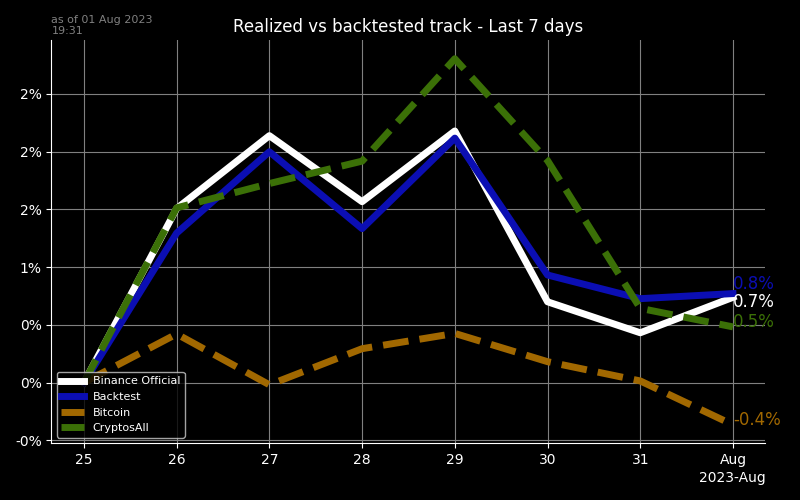 as of 01 Aug 2023
19:31
Realized vs backtested track - Last 7 days
2%
2%
2%
1%
0%
0%
-0%
0.8%
0.7%
0.5%
-0.4%
Binance Official
Backtest
Bitcoin
CryptosAll
25 26 27 28 29 30 31 Aug
2023-Aug